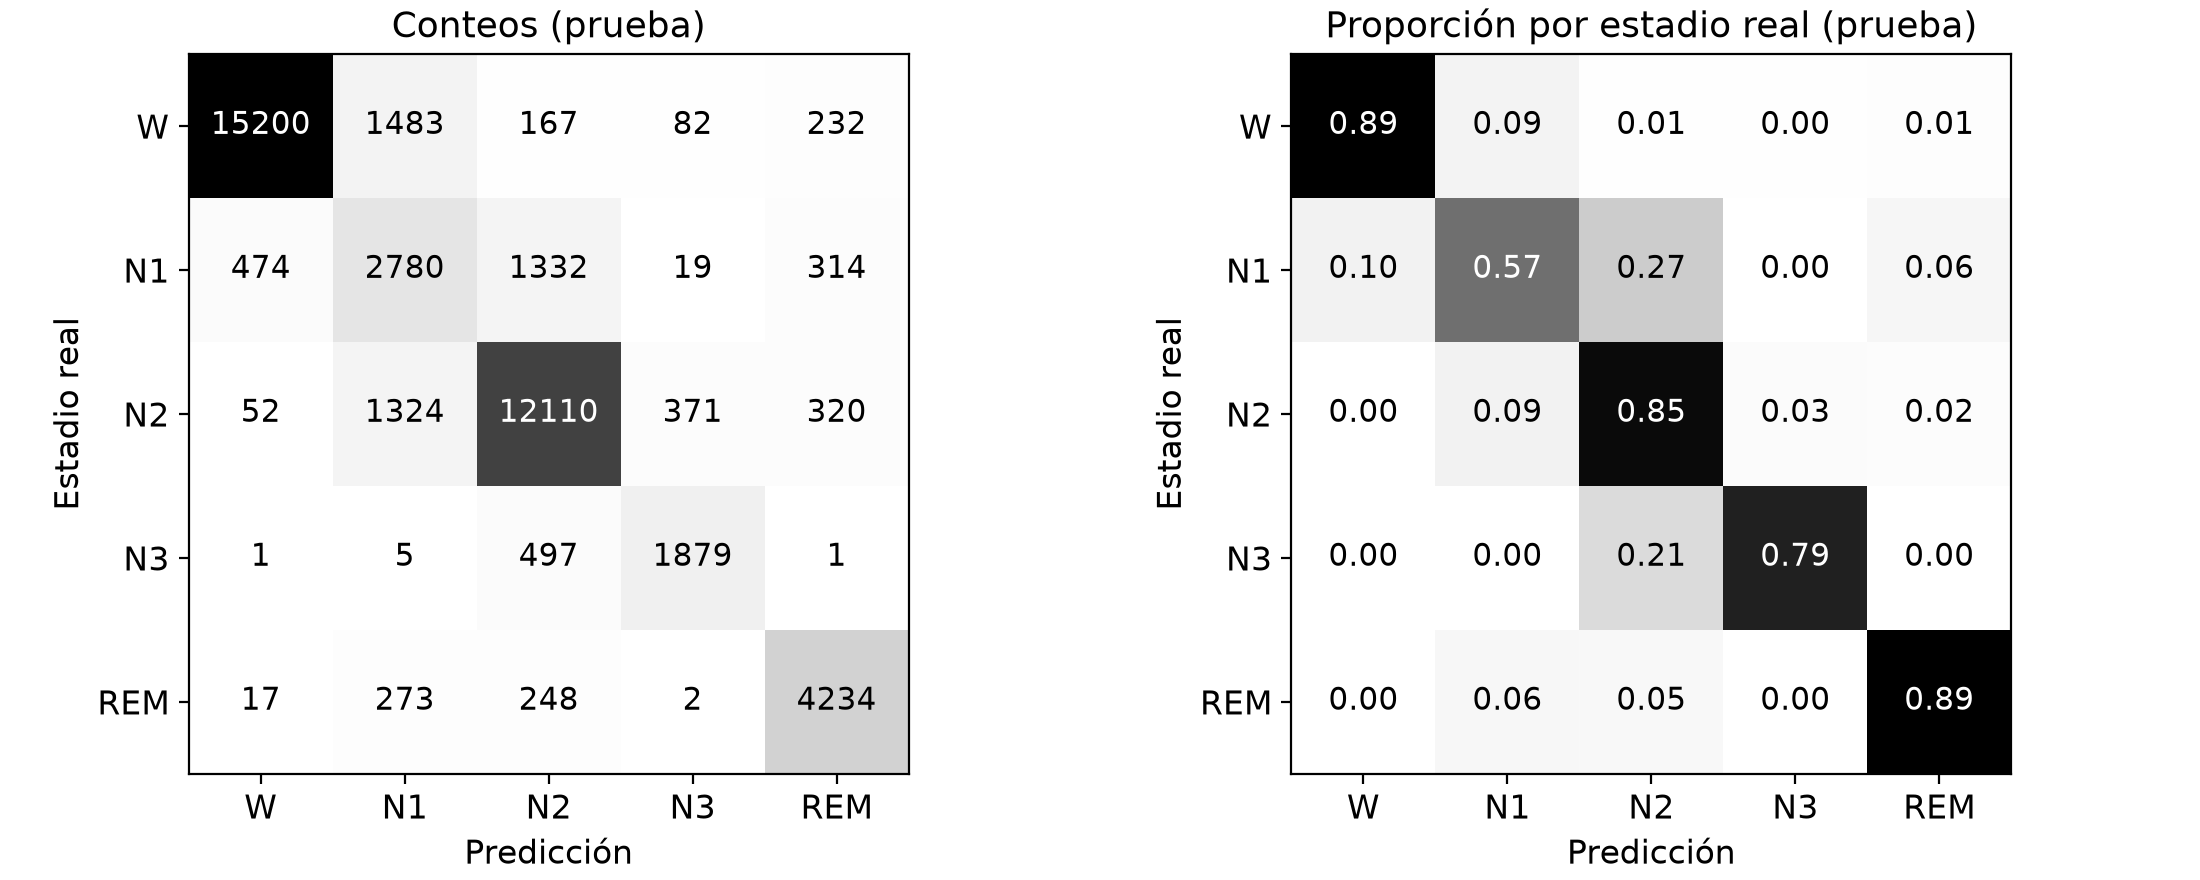 Conteos (prueba)
Estadio real
W 15200 1483 167 82 232
N1 474 2780 1332 19 314
N2 52 1324 12110 371 320
N3 1 5 497 1879 1
REM 17 273 248 2 4234
W N1 N2 N3 REM
Predicción
Proporción por estadio real (prueba)
Estadio real
W 0.89 0.09 0.01 0.00 0.01
N1 0.10 0.57 0.27 0.00 0.06
N2 0.00 0.09 0.85 0.03 0.02
N3 0.00 0.00 0.21 0.79 0.00
REM 0.00 0.06 0.05 0.00 0.89
W N1 N2 N3 REM
Predicción